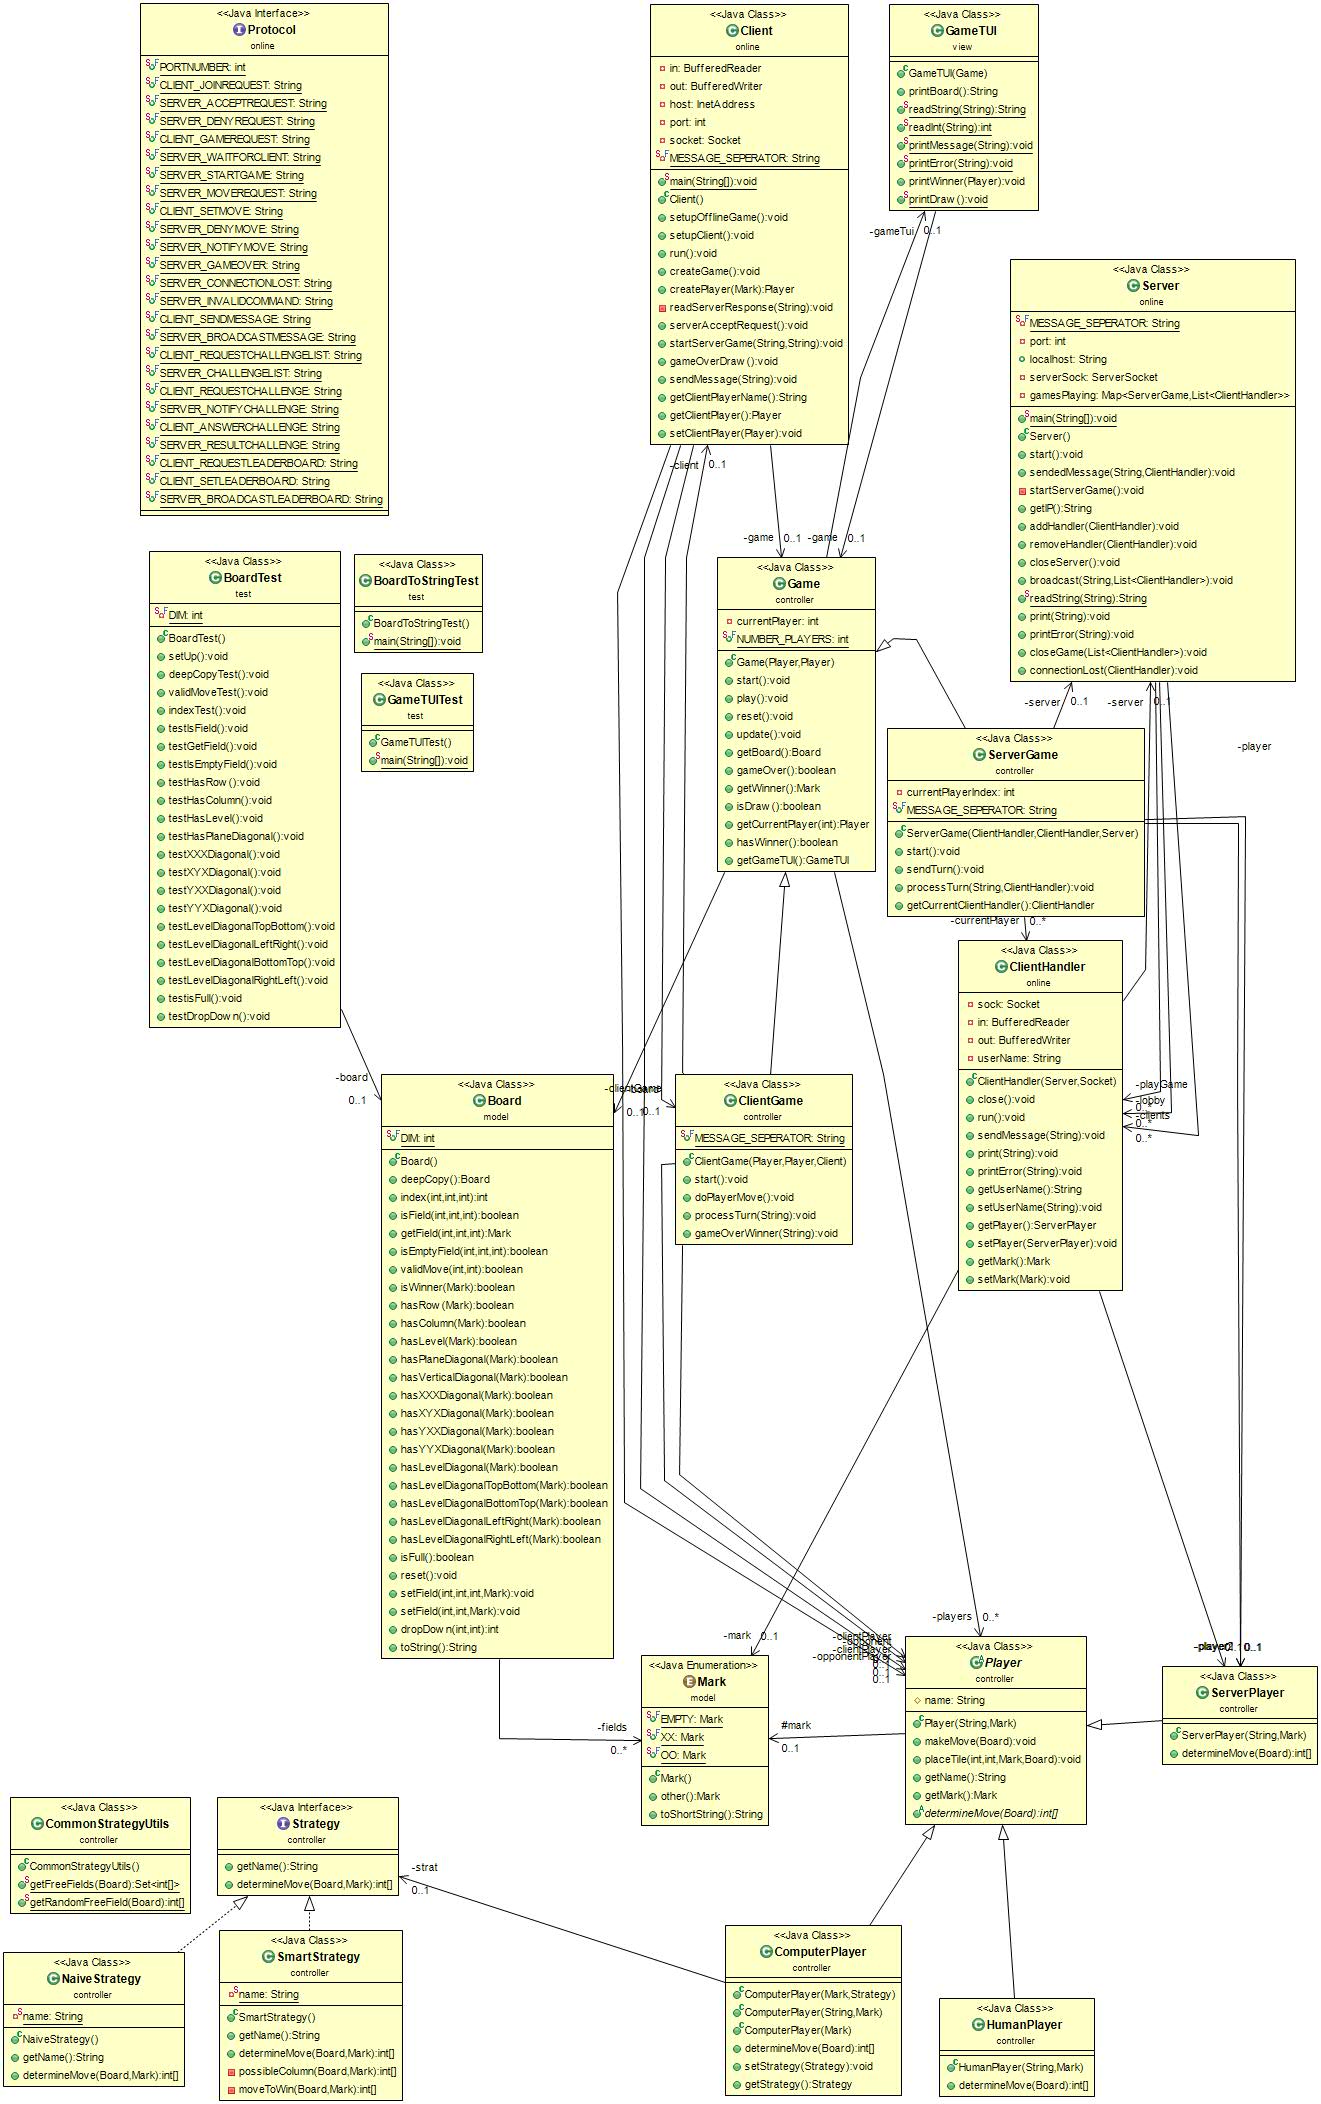 <<Java Interface>>
Protocol
online
PORTNUMBER: int
CLIENT_JOINREQUEST: String
SERVER_ACCEPTREQUEST: String
SERVER_DENYREQUEST: String
CLIENT_GAMEREQUEST: String
SERVER_WAITFORCLIENT: String
SERVER_STARTGAME: String
SERVER_MOVEREQUEST: String
CLIENT_SETMOVE: String
SERVER_DENYMOVE: String
SERVER_NOTIFYMOVE: String
SERVER_GAMEOVER: String
SERVER_CONNECTIONLOST: String
SERVER_INVALIDCOMMAND: String
CLIENT_SENDMESSAGE: String
SERVER_BROADCASTMESSAGE: String
CLIENT_REQUESTCHALLENGELIST: String
SERVER_CHALLENGELIST: String
CLIENT_REQUESTCHALLENGE: String
SERVER_NOTIFYCHALLENGE: String
CLIENT_ANSWERCHALLENGE: String
SERVER_RESULTCHALLENGE: String
CLIENT_REQUESTLEADERBOARD: String
CLIENT_SETLEADERBOARD: String
SERVER_BROADCASTLEADERBOARD: String
<<Java Class>>
Client
online
in: BufferedReader
out: BufferedWriter
host: InetAddress
port: int
socket: Socket
MESSAGE_SEPERATOR: String
main(String[]):void
Client()
setupOfflineGame():void
setupClient():void
run():void
createGame():void
createPlayer(Mark):Player
readServerResponse(String):void
serverAcceptRequest():void
startServerGame(String,String):void
gameOverDraw():void
sendMessage(String):void
getClientPlayerName():String
getClientPlayer():Player
setClientPlayer(Player):void
<<Java Class>>
GameTUI
view
GameTUI(Game)
printBoard():String
readString(String):String
readInt(String):int
printMessage(String):void
printError(String):void
printWinner(Player):void
printDraw():void
-gameTui 0..1
<<Java Class>>
Server
online
MESSAGE_SEPERATOR: String
port: int
localhost: String
serverSock: ServerSocket
gamesPlaying: Map<ServerGame,List<ClientHandler>>
main(String[]):void
Server()
start():void
sendedMessage(String,ClientHandler):void
startServerGame():void
getIP():String
addHandler(ClientHandler):void
removeHandler(ClientHandler):void
closeServer():void
broadcast(String,List<ClientHandler>):void
readString(String):String
print(String):void
printError(String):void
closeGame(List<ClientHandler>):void
connectionLost(ClientHandler):void
-client 0..1
-game 0..1
-game 0..1
-server 0..1
-server 0..1
-player
<<Java Class>>
BoardTest
test
DIM: int
BoardTest()
setUp():void
deepCopyTest():void
validMoveTest():void
indexTest():void
testIsField():void
testGetField():void
testIsEmptyField():void
testHasRow():void
testHasColumn():void
testHasLevel():void
testHasPlaneDiagonal():void
testXXXDiagonal():void
testXYXDiagonal():void
testYXXDiagonal():void
testYYXDiagonal():void
testLevelDiagonalTopBottom():void
testLevelDiagonalLeftRight():void
testLevelDiagonalBottomTop():void
testLevelDiagonalRightLeft():void
testisFull():void
testDropDown():void
<<Java Class>>
BoardToStringTest
test
BoardToStringTest()
main(String[]):void
<<Java Class>>
GameTUITest
test
GameTUITest()
main(String[]):void
<<Java Class>>
Game
controller
currentPlayer: int
NUMBER_PLAYERS: int
Game(Player,Player)
start():void
play():void
reset():void
update():void
getBoard():Board
gameOver():boolean
getWinner():Mark
isDraw():boolean
getCurrentPlayer(int):Player
hasWinner():boolean
getGameTUI():GameTUI
<<Java Class>>
ServerGame
controller
currentPlayerIndex: int
MESSAGE_SEPERATOR: String
ServerGame(ClientHandler,ClientHandler,Server)
start():void
sendTurn():void
processTurn(String,ClientHandler):void
getCurrentClientHandler():ClientHandler
-currentPlayer 0..*
<<Java Class>>
ClientHandler
online
sock: Socket
in: BufferedReader
out: BufferedWriter
userName: String
ClientHandler(Server,Socket)
close():void
run():void
sendMessage(String):void
print(String):void
printError(String):void
getUserName():String
setUserName(String):void
getPlayer():ServerPlayer
setPlayer(ServerPlayer):void
getMark():Mark
setMark(Mark):void
-playGame
-lobby
0..*
-clients
0..*
0..*
-board
0..1
<<Java Class>>
Board
model
DIM: int
Board()
deepCopy():Board
index(int,int,int):int
isField(int,int,int):boolean
getField(int,int,int):Mark
isEmptyField(int,int,int):boolean
validMove(int,int):boolean
isWinner(Mark):boolean
hasRow(Mark):boolean
hasColumn(Mark):boolean
hasLevel(Mark):boolean
hasPlaneDiagonal(Mark):boolean
hasVerticalDiagonal(Mark):boolean
hasXXXDiagonal(Mark):boolean
hasXYXDiagonal(Mark):boolean
hasYXXDiagonal(Mark):boolean
hasYYXDiagonal(Mark):boolean
hasLevelDiagonal(Mark):boolean
hasLevelDiagonalTopBottom(Mark):boolean
hasLevelDiagonalBottomTop(Mark):boolean
hasLevelDiagonalLeftRight(Mark):boolean
hasLevelDiagonalRightLeft(Mark):boolean
isFull():boolean
reset():void
setField(int,int,int,Mark):void
setField(int,int,Mark):void
dropDown(int,int):int
toString():String
-clientGame
-board
0..1
0..1
<<Java Class>>
ClientGame
controller
MESSAGE_SEPERATOR: String
ClientGame(Player,Player,Client)
start():void
doPlayerMove():void
processTurn(String):void
gameOverWinner(String):void
-players 0..*
-mark 0..1
-clientPlayer
-opponent
-clientPlayer
-opponentPlayer
0..1
0..1
0..1
0..1
-player2
0..1
0..1
-fields
0..*
<<Java Enumeration>>
Mark
model
EMPTY: Mark
XX: Mark
OO: Mark
Mark()
other():Mark
toShortString():String
#mark
0..1
<<Java Class>>
Player
controller
name: String
Player(String,Mark)
makeMove(Board):void
placeTile(int,int,Mark,Board):void
getName():String
getMark():Mark
determineMove(Board):int[]
<<Java Class>>
ServerPlayer
controller
ServerPlayer(String,Mark)
determineMove(Board):int[]
<<Java Class>>
CommonStrategyUtils
controller
CommonStrategyUtils()
getFreeFields(Board):Set<int[]>
getRandomFreeField(Board):int[]
<<Java Interface>>
Strategy
controller
getName():String
determineMove(Board,Mark):int[]
-strat
0..1
<<Java Class>>
NaiveStrategy
controller
name: String
NaiveStrategy()
getName():String
determineMove(Board,Mark):int[]
<<Java Class>>
SmartStrategy
controller
name: String
SmartStrategy()
getName():String
determineMove(Board,Mark):int[]
possibleColumn(Board,Mark):int[]
moveToWin(Board,Mark):int[]
<<Java Class>>
ComputerPlayer
controller
ComputerPlayer(Mark,Strategy)
ComputerPlayer(String,Mark)
ComputerPlayer(Mark)
determineMove(Board):int[]
setStrategy(Strategy):void
getStrategy():Strategy
<<Java Class>>
HumanPlayer
controller
HumanPlayer(String,Mark)
determineMove(Board):int[]